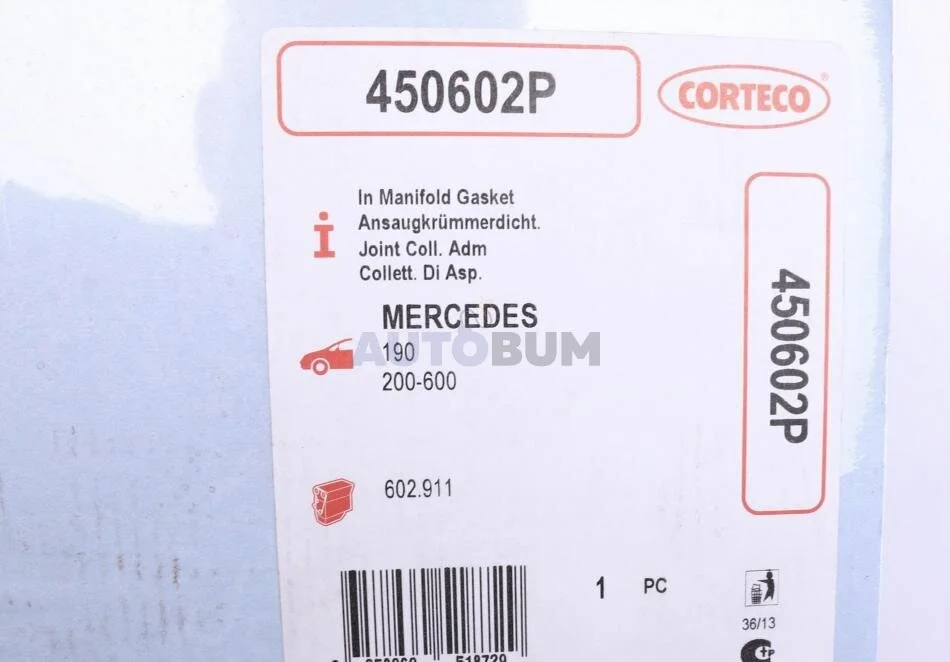 450602P
CORTECO®
In Manifold Gasket
Ansaugkrümmerdicht.
Joint Coll. Adm
Collett. Di Asp.
MERCEDES
AUTOBUM
190
200-600
450602P
602.911
1 PC
36/13